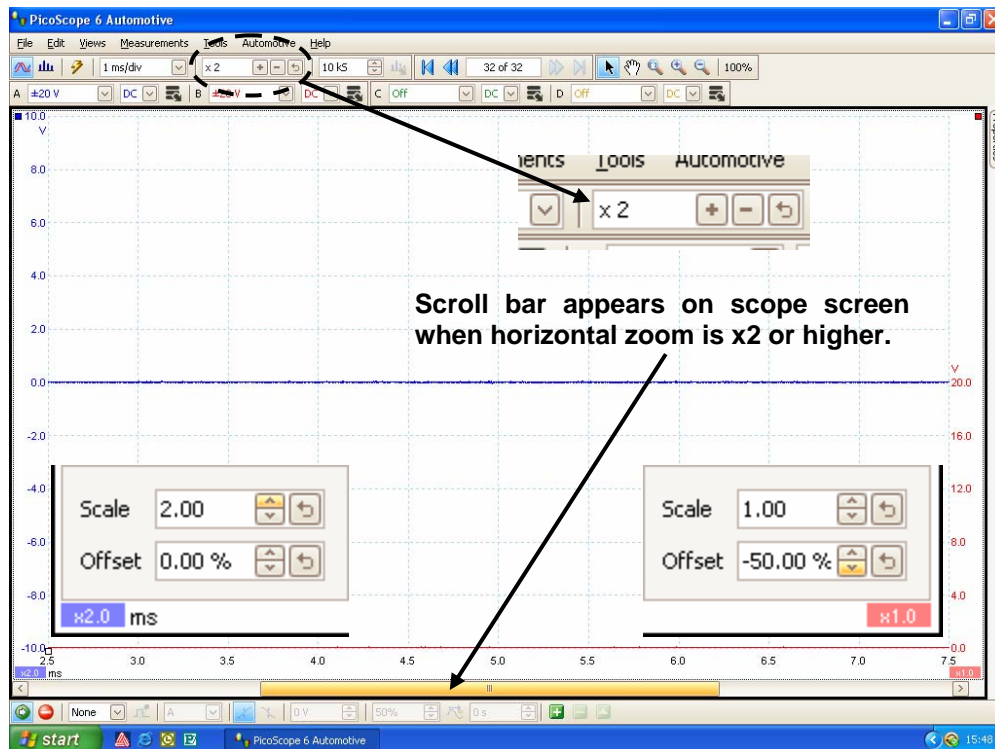 PicoScope 6 Automotive
File Edit Views Measurements Tools Automotive Help
1 ms/div x 2 10 kS 32 of 32 100%
A ±20 V DC B ±20 V DC C Off DC D Off DC
10.0
V
8.0
6.0
4.0
2.0
0.0
-2.0
-4.0
-6.0
-8.0
-10.0
Tools Automotive
x 2
Scroll bar appears on scope screen
when horizontal zoom is x2 or higher.
V
20.0
16.0
12.0
8.0
4.0
0.0
Scale 2.00
Offset 0.00 %
x2.0 ms
Scale 1.00
Offset -50.00 %
x1.0
2.5 3.0 3.5 4.0 4.5 5.0 5.5 6.0 6.5 7.0 7.5
x2.0 ms x1.0
None A 0 V 50% 0 s
start PicoScope 6 Automotive 15:48